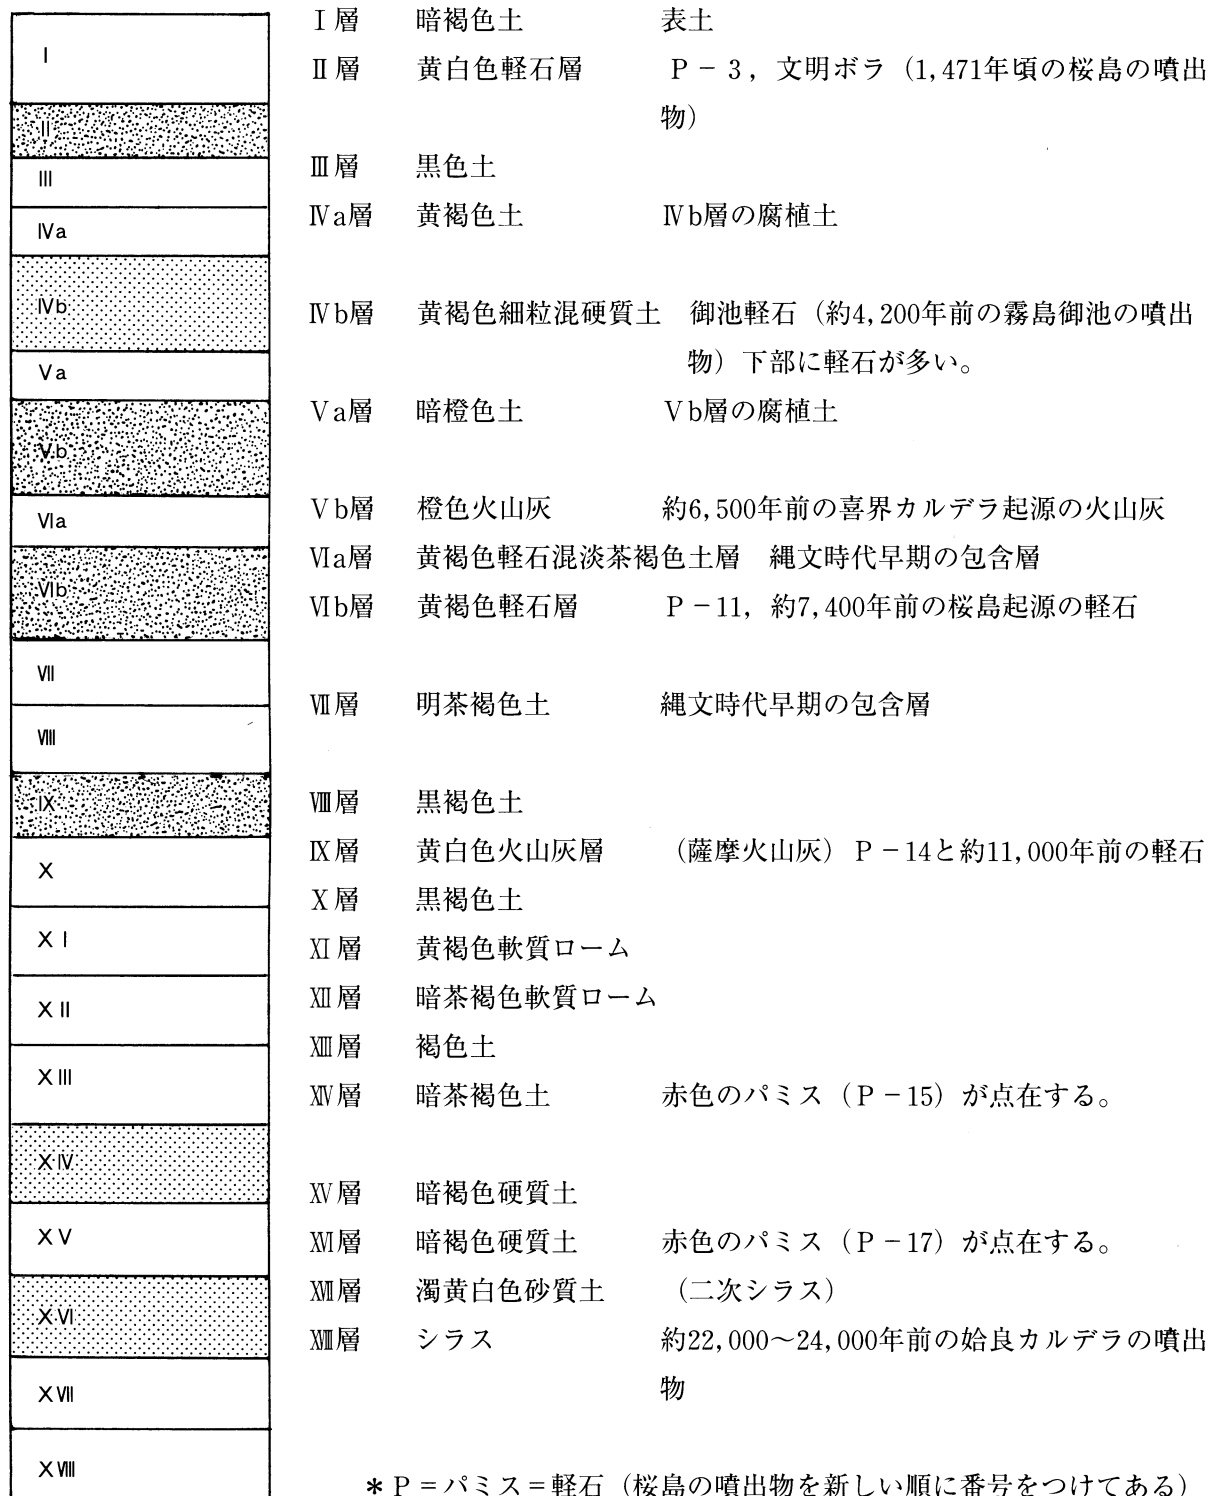 Ⅰ
Ⅱ
Ⅲ
Ⅳa
Ⅳb
Ⅴa
Ⅴb
Ⅵa
Ⅵb
Ⅶ
Ⅷ
Ⅸ
Ⅹ
ⅩⅠ
ⅩⅡ
ⅩⅢ
ⅩⅣ
ⅩⅤ
ⅩⅥ
ⅩⅦ
ⅩⅧ
Ⅰ層 暗褐色土 表土
Ⅱ層 黄白色軽石層 P-3，文明ボラ（1,471年頃の桜島の噴出
物）
Ⅲ層 黒色土
Ⅳa層 黄褐色土 Ⅳb層の腐植土
Ⅳb層 黄褐色細粒混硬質土 御池軽石（約4,200年前の霧島御池の噴出
物）下部に軽石が多い。
Ⅴa層 暗橙色土 Ⅴb層の腐植土
Ⅴb層 橙色火山灰 約6,500年前の喜界カルデラ起源の火山灰
Ⅵa層 黄褐色軽石混淡茶褐色土層 縄文時代早期の包含層
Ⅵb層 黄褐色軽石層 P-11，約7,400年前の桜島起源の軽石
Ⅶ層 明茶褐色土 縄文時代早期の包含層
Ⅷ層 黒褐色土
Ⅸ層 黄白色火山灰層 （薩摩火山灰）P-14と約11,000年前の軽石
Ⅹ層 黒褐色土
ⅩⅠ層 黄褐色軟質ローム
ⅩⅡ層 暗茶褐色軟質ローム
ⅩⅢ層 褐色土
ⅩⅣ層 暗茶褐色土 赤色のパミス（P-15）が点在する。
ⅩⅤ層 暗褐色硬質土
ⅩⅥ層 暗褐色硬質土 赤色のパミス（P-17）が点在する。
ⅩⅦ層 濁黄白色砂質土 （二次シラス）
ⅩⅧ層 シラス 約22,000～24,000年前の姶良カルデラの噴出
物
＊P＝パミス＝軽石（桜島の噴出物を新しい順に番号をつけてある）